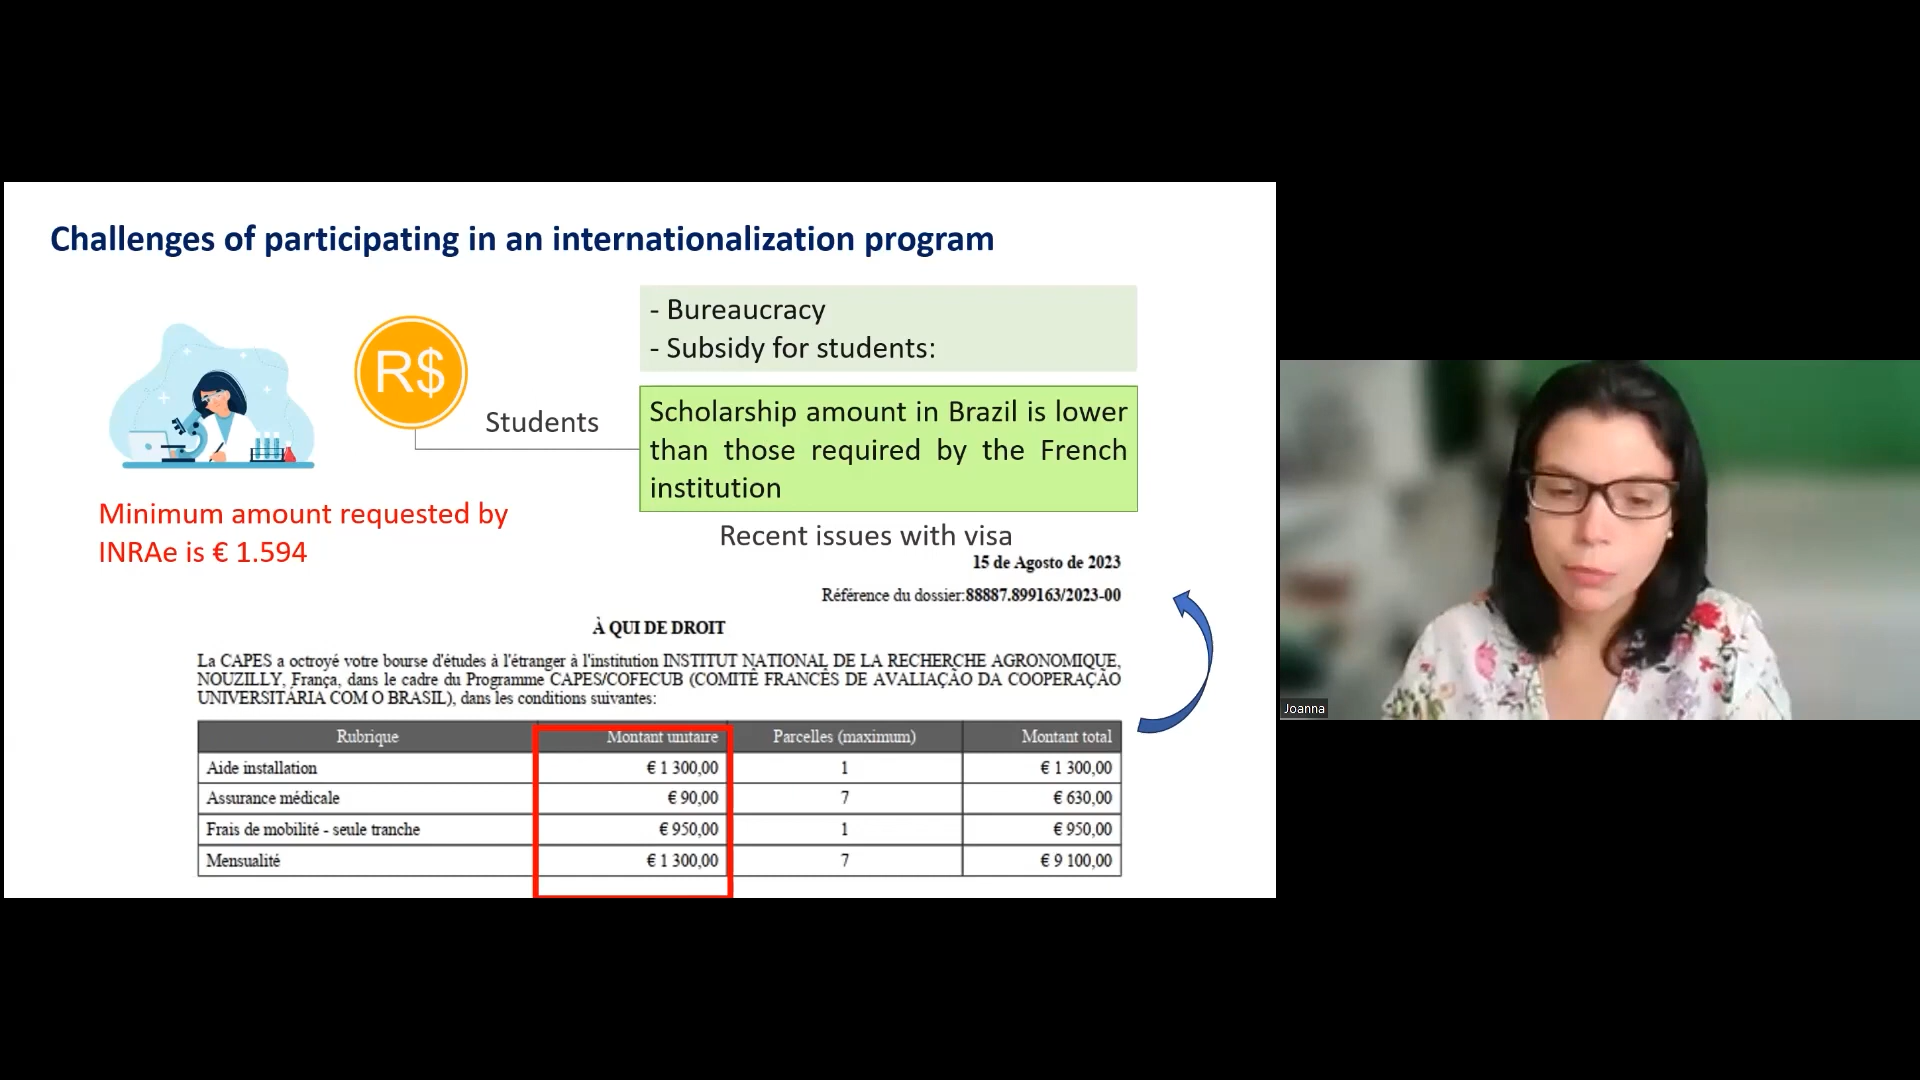 Challenges of participating in an internationalization program
- Bureaucracy
- Subsidy for students:
R$
Students
Scholarship amount in Brazil is lower
than those required by the French
institution
Minimum amount requested by
INRAe is € 1.594
Recent issues with visa
15 de Agosto de 2023
Référence du dossier:88887.899163/2023-00
À QUI DE DROIT
La CAPES a octroyé votre bourse d'études à l'étranger à l'institution INSTITUT NATIONAL DE LA RECHERCHE AGRONOMIQUE,
NOUZILLY, França, dans le cadre du Programme CAPES/COFECUB (COMITÊ FRANCÊS DE AVALIAÇÃO DA COOPERAÇÃO
UNIVERSITÁRIA COM O BRASIL), dans les conditions suivantes:
Rubrique Montant unitaire Parcelles (maximum) Montant total
Aide installation € 1 300,00 1 € 1 300,00
Assurance médicale € 90,00 7 € 630,00
Frais de mobilité - seule tranche € 950,00 1 € 950,00
Mensualité € 1 300,00 7 € 9 100,00
Joanna